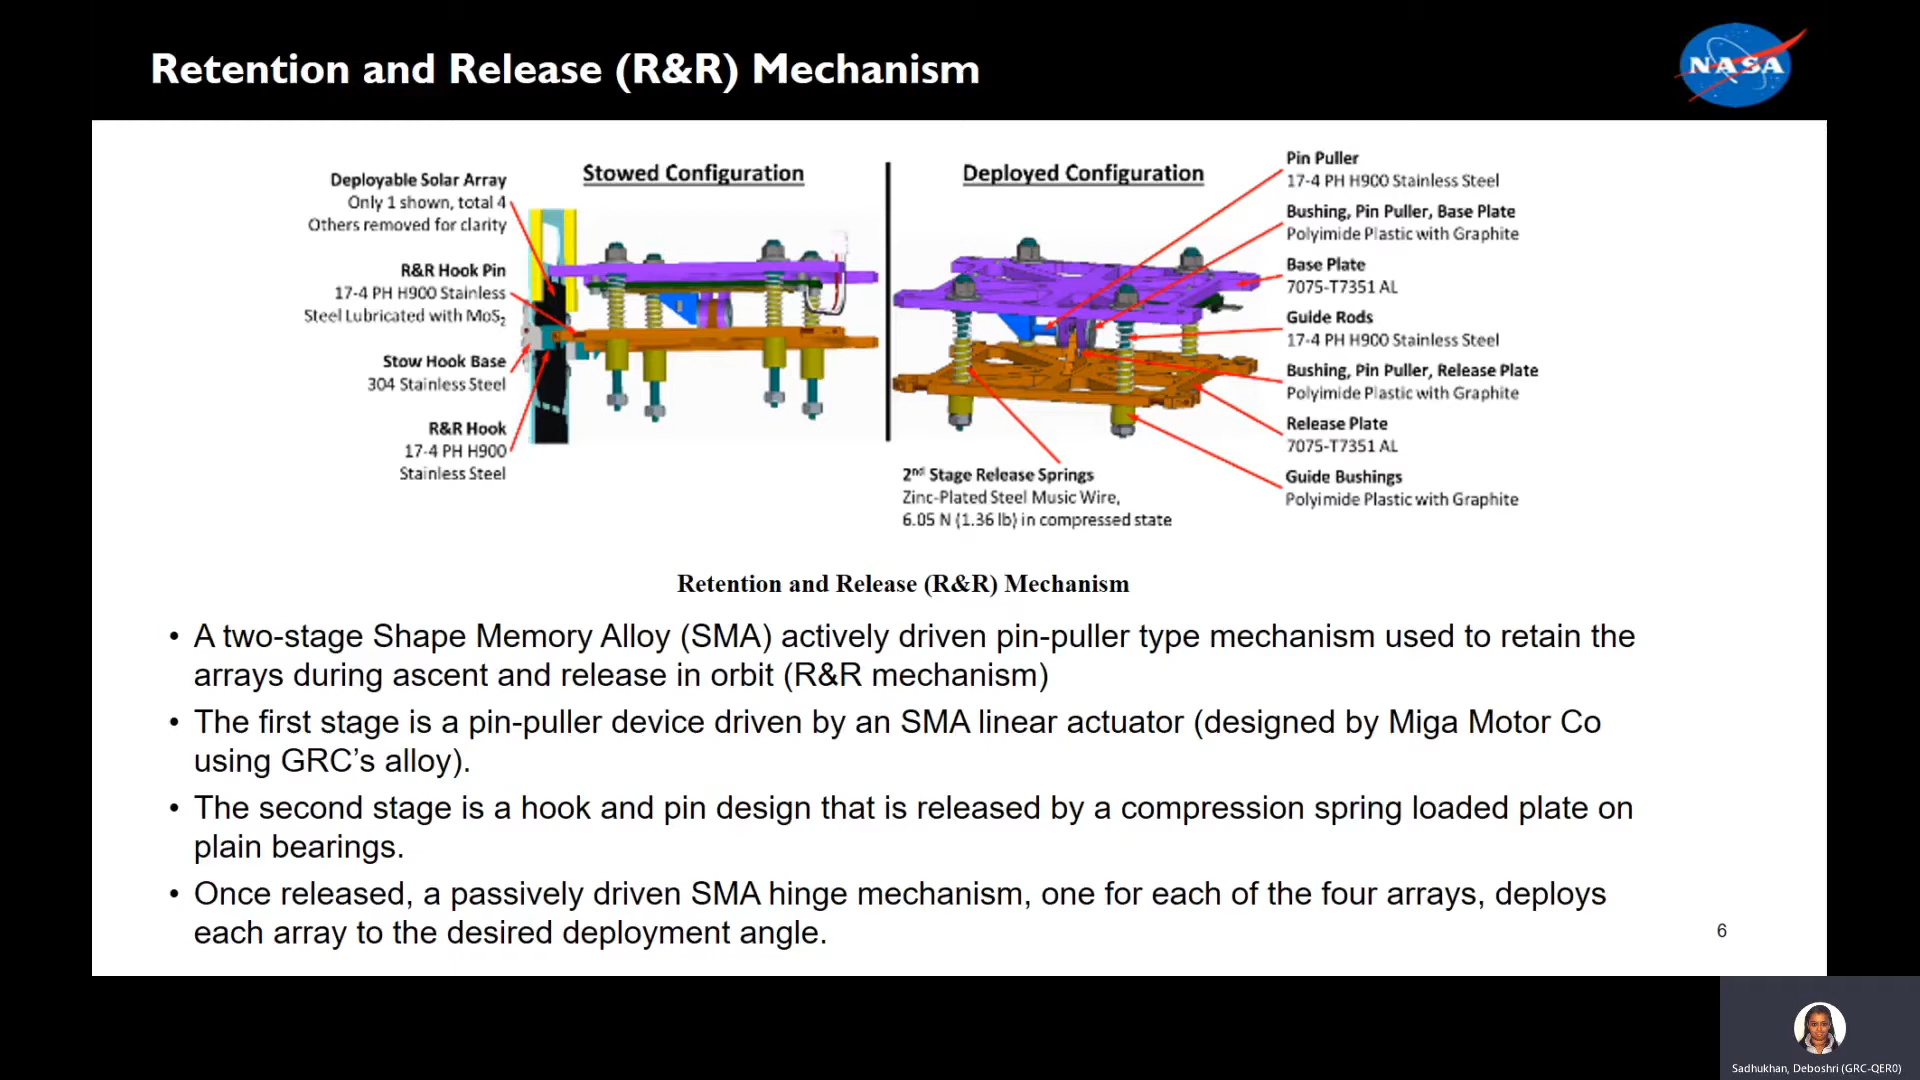 Retention and Release (R&R) Mechanism
NASA
Stowed Configuration
Deployable Solar Array
Only 1 shown, total 4
Others removed for clarity
R&R Hook Pin
17-4 PH H900 Stainless
Steel Lubricated with MoS₂
Stow Hook Base
304 Stainless Steel
R&R Hook
17-4 PH H900
Stainless Steel
Deployed Configuration
Pin Puller
17-4 PH H900 Stainless Steel
Bushing, Pin Puller, Base Plate
Polyimide Plastic with Graphite
Base Plate
7075-T7351 AL
Guide Rods
17-4 PH H900 Stainless Steel
Bushing, Pin Puller, Release Plate
Polyimide Plastic with Graphite
Release Plate
7075-T7351 AL
Guide Bushings
Polyimide Plastic with Graphite
2nd Stage Release Springs
Zinc-Plated Steel Music Wire,
6.05 N (1.36 lb) in compressed state
Retention and Release (R&R) Mechanism
• A two-stage Shape Memory Alloy (SMA) actively driven pin-puller type mechanism used to retain the
arrays during ascent and release in orbit (R&R mechanism)
• The first stage is a pin-puller device driven by an SMA linear actuator (designed by Miga Motor Co
using GRC’s alloy).
• The second stage is a hook and pin design that is released by a compression spring loaded plate on
plain bearings.
• Once released, a passively driven SMA hinge mechanism, one for each of the four arrays, deploys
each array to the desired deployment angle.
6
Sadhukhan, Deboshri (GRC-QER0)